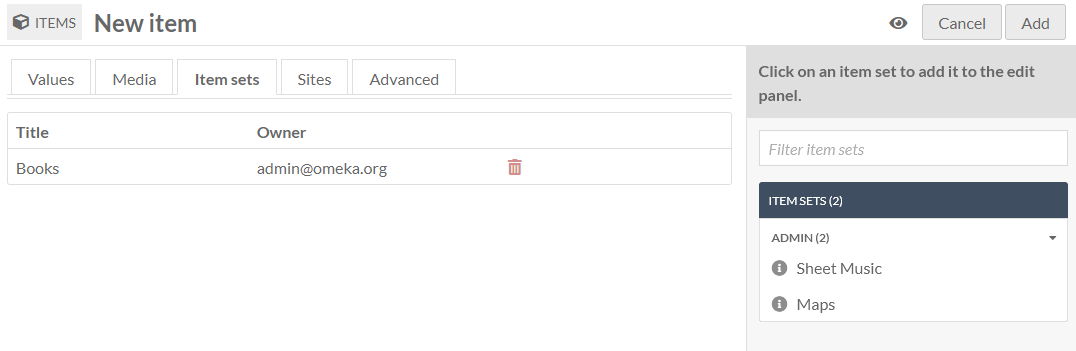 ITEMS New item Cancel Add
Values Media Item sets Sites Advanced
Title Owner
Books admin@omeka.org
Click on an item set to add it to the edit
panel.
Filter item sets
ITEM SETS (2)
ADMIN (2)
Sheet Music
Maps